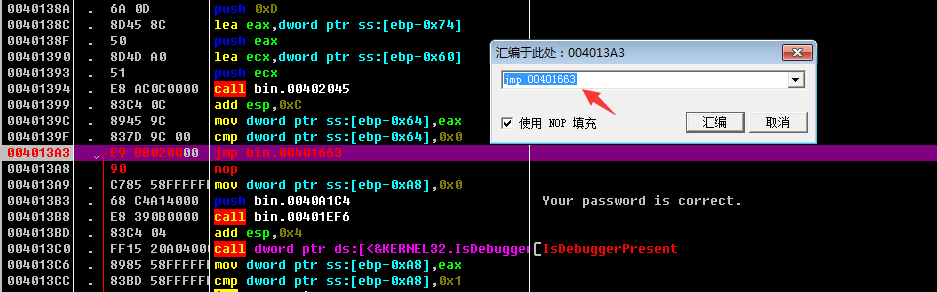 0040138A . 6A 0D push 0xD
0040138C . 8D45 8C lea eax,dword ptr ss:[ebp-0x74]
0040138F . 50 push eax
00401390 . 8D4D A0 lea ecx,dword ptr ss:[ebp-0x60]
00401393 . 51 push ecx
00401394 . E8 AC0C0000 call bin.00402045
00401399 . 83C4 0C add esp,0xC
0040139C . 8945 9C mov dword ptr ss:[ebp-0x64],eax
0040139F . 837D 9C 00 cmp dword ptr ss:[ebp-0x64],0x0
004013A3 E9 BB020000 jmp bin.00401663
004013A8 90 nop
004013A9 . C785 58FFFFFF mov dword ptr ss:[ebp-0xA8],0x0
004013B3 . 68 C4A14000 push bin.0040A1C4 Your password is correct.
004013B8 . E8 390B0000 call bin.00401EF6
004013BD . 83C4 04 add esp,0x4
004013C0 . FF15 20A04000 call dword ptr ds:[<&KERNEL32.IsDebugger IsDebuggerPresent
004013C6 . 8985 58FFFFFF mov dword ptr ss:[ebp-0xA8],eax
004013CC . 83BD 58FFFFFF cmp dword ptr ss:[ebp-0xA8],0x1
汇编于此处：004013A3
jmp 00401663
使用 NOP 填充
汇编
取消